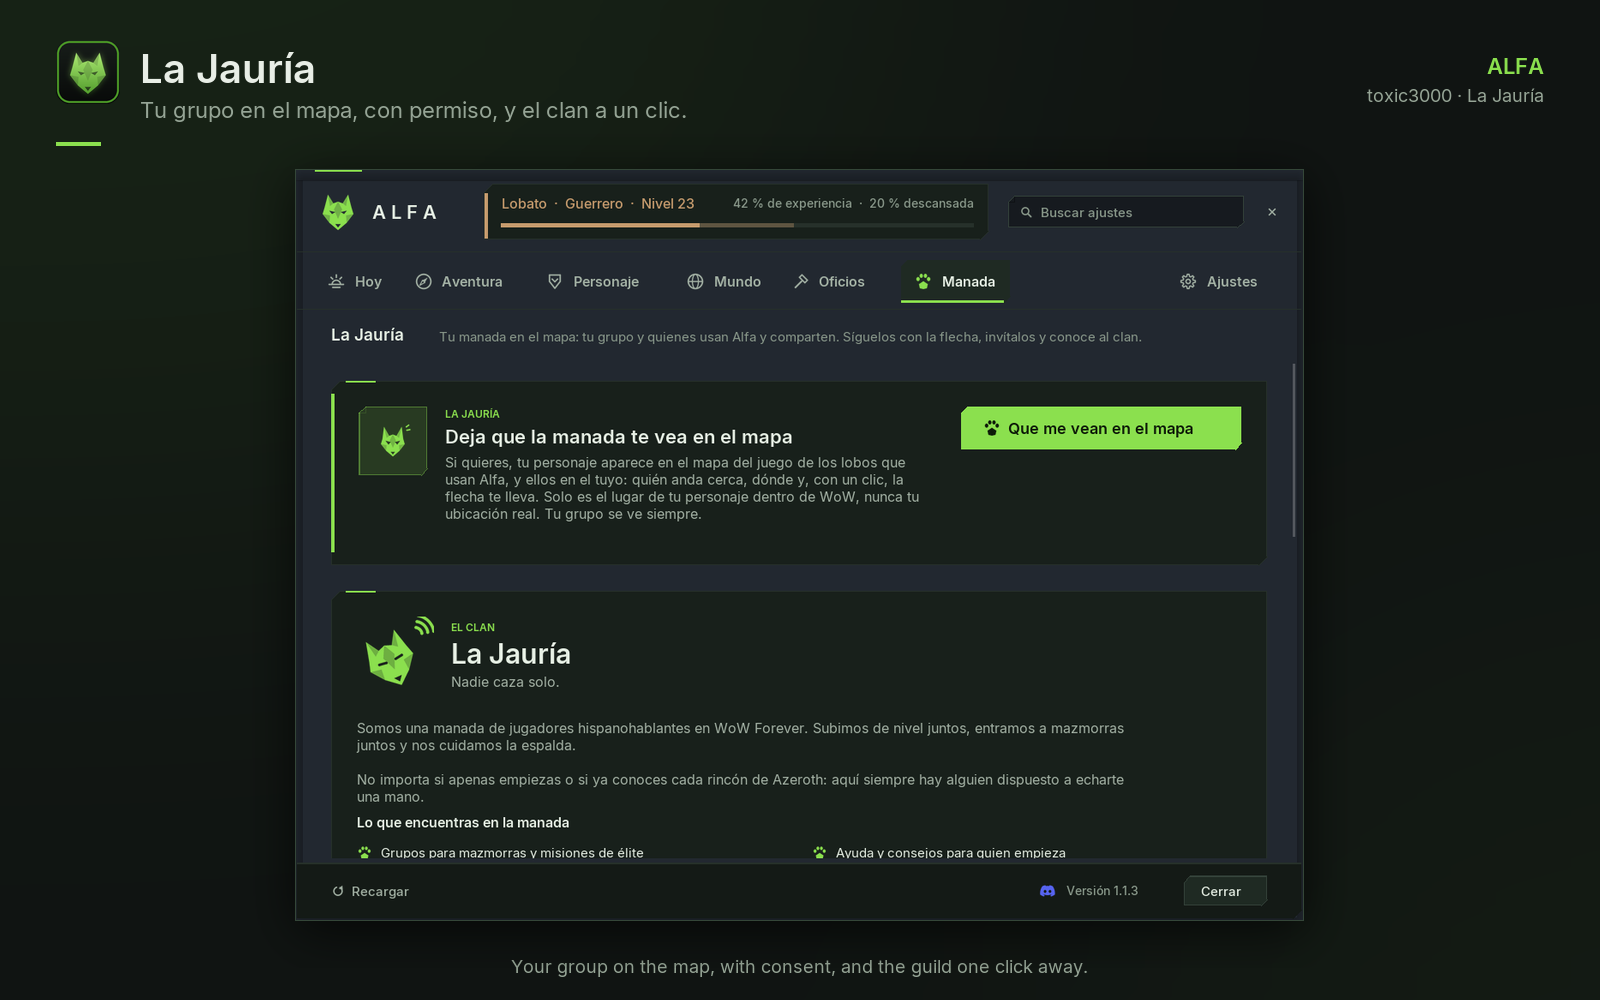 La Jauría
Tu grupo en el mapa, con permiso, y el clan a un clic.
ALFA
toxic3000 · La Jauría
ALFA
Lobato · Guerrero · Nivel 23
42 % de experiencia · 20 % descansada
Buscar ajustes
×
Hoy
Aventura
Personaje
Mundo
Oficios
Manada
Ajustes
La Jauría
Tu manada en el mapa: tu grupo y quienes usan Alfa y comparten. Síguelos con la flecha, invítalos y conoce al clan.
LA JAURÍA
Deja que la manada te vea en el mapa
Si quieres, tu personaje aparece en el mapa del juego de los lobos que
usan Alfa, y ellos en el tuyo: quién anda cerca, dónde y, con un clic, la
flecha te lleva. Solo es el lugar de tu personaje dentro de WoW, nunca tu
ubicación real. Tu grupo se ve siempre.
Que me vean en el mapa
EL CLAN
La Jauría
Nadie caza solo.
Somos una manada de jugadores hispanohablantes en WoW Forever. Subimos de nivel juntos, entramos a mazmorras
juntos y nos cuidamos la espalda.
No importa si apenas empiezas o si ya conoces cada rincón de Azeroth: aquí siempre hay alguien dispuesto a echarte
una mano.
Lo que encuentras en la manada
Grupos para mazmorras y misiones de élite
Ayuda y consejos para quien empieza
Recargar
Versión 1.1.3
Cerrar
Your group on the map, with consent, and the guild one click away.